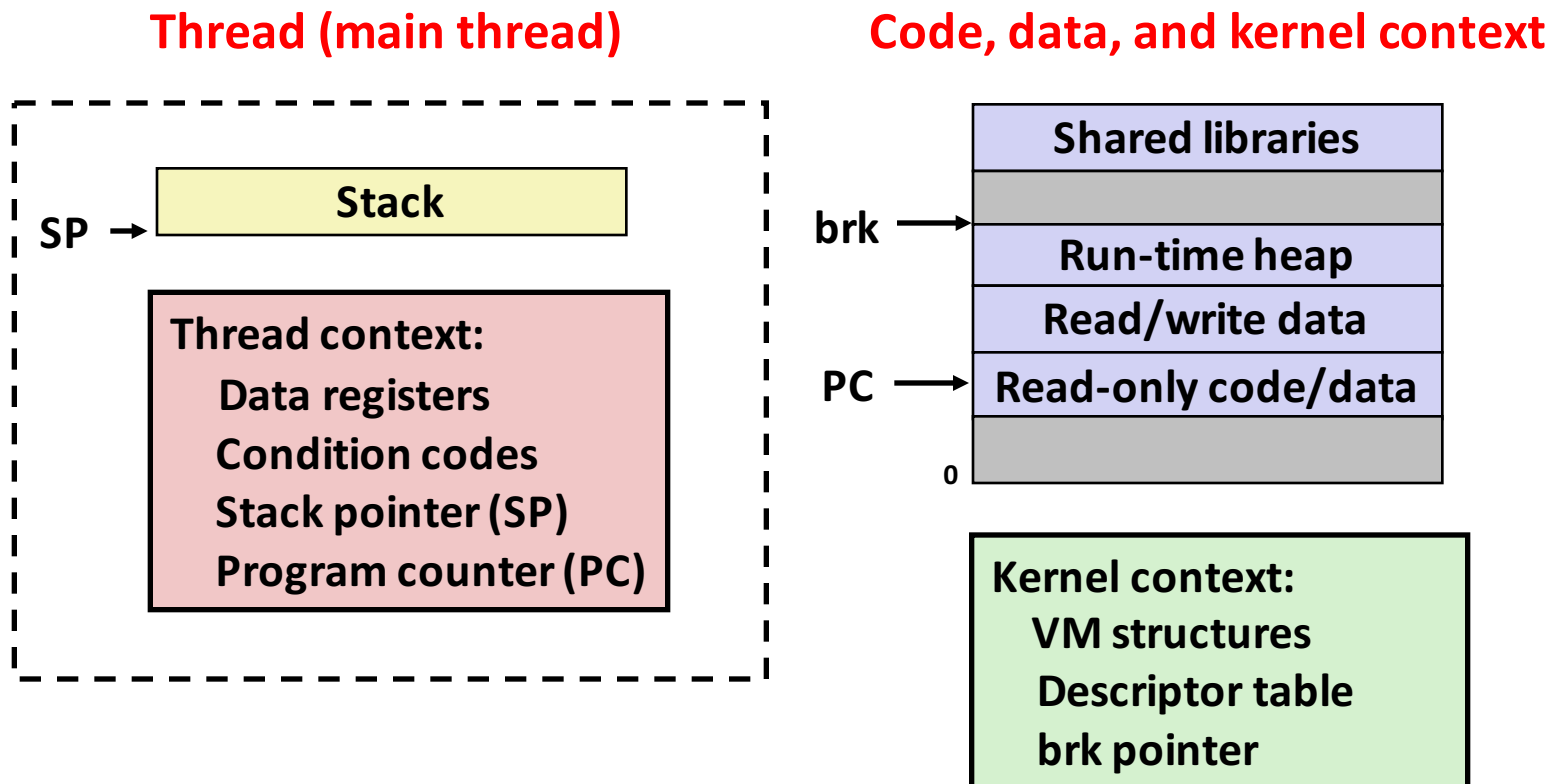 Thread (main thread)
Stack
SP
Thread context:
Data registers
Condition codes
Stack pointer (SP)
Program counter (PC)
Code, data, and kernel context
Shared libraries
brk
Run-time heap
Read/write data
PC
Read-only code/data
0
Kernel context:
VM structures
Descriptor table
brk pointer